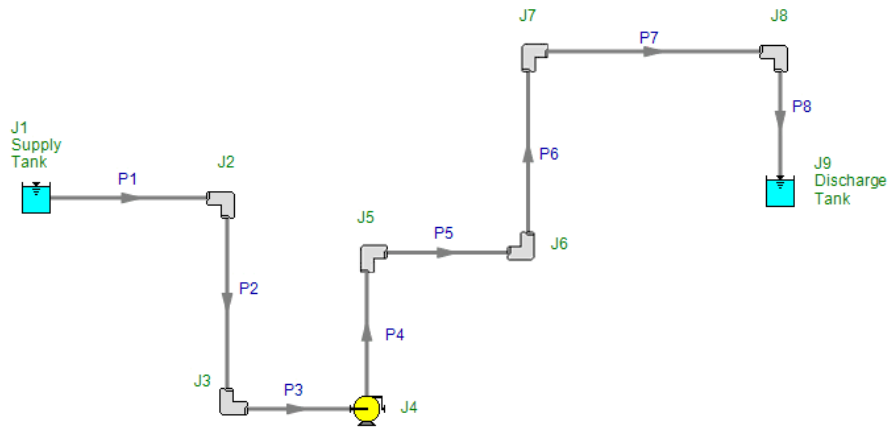 J7
J8
P7
J1
Supply
Tank
J2
P1
P8
P6
J9
Discharge
Tank
J5
P5
J6
P2
P4
J3
P3
J4